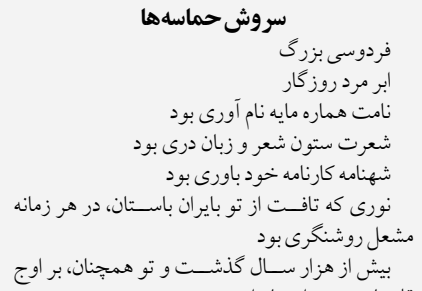 سروش حماسه‌ها
فردوسی بزرگ
ابر مرد روزگار
نامت هماره مایه نام آوری بود
شعرت ستون شعر و زبان دری بود
شهنامه کارنامه خود باوری بود
نوری که تافت از تو بایران باستان، در هر زمانه
مشعل روشنگری بود
بیش از هزار سال گذشت و تو همچنان، بر اوج